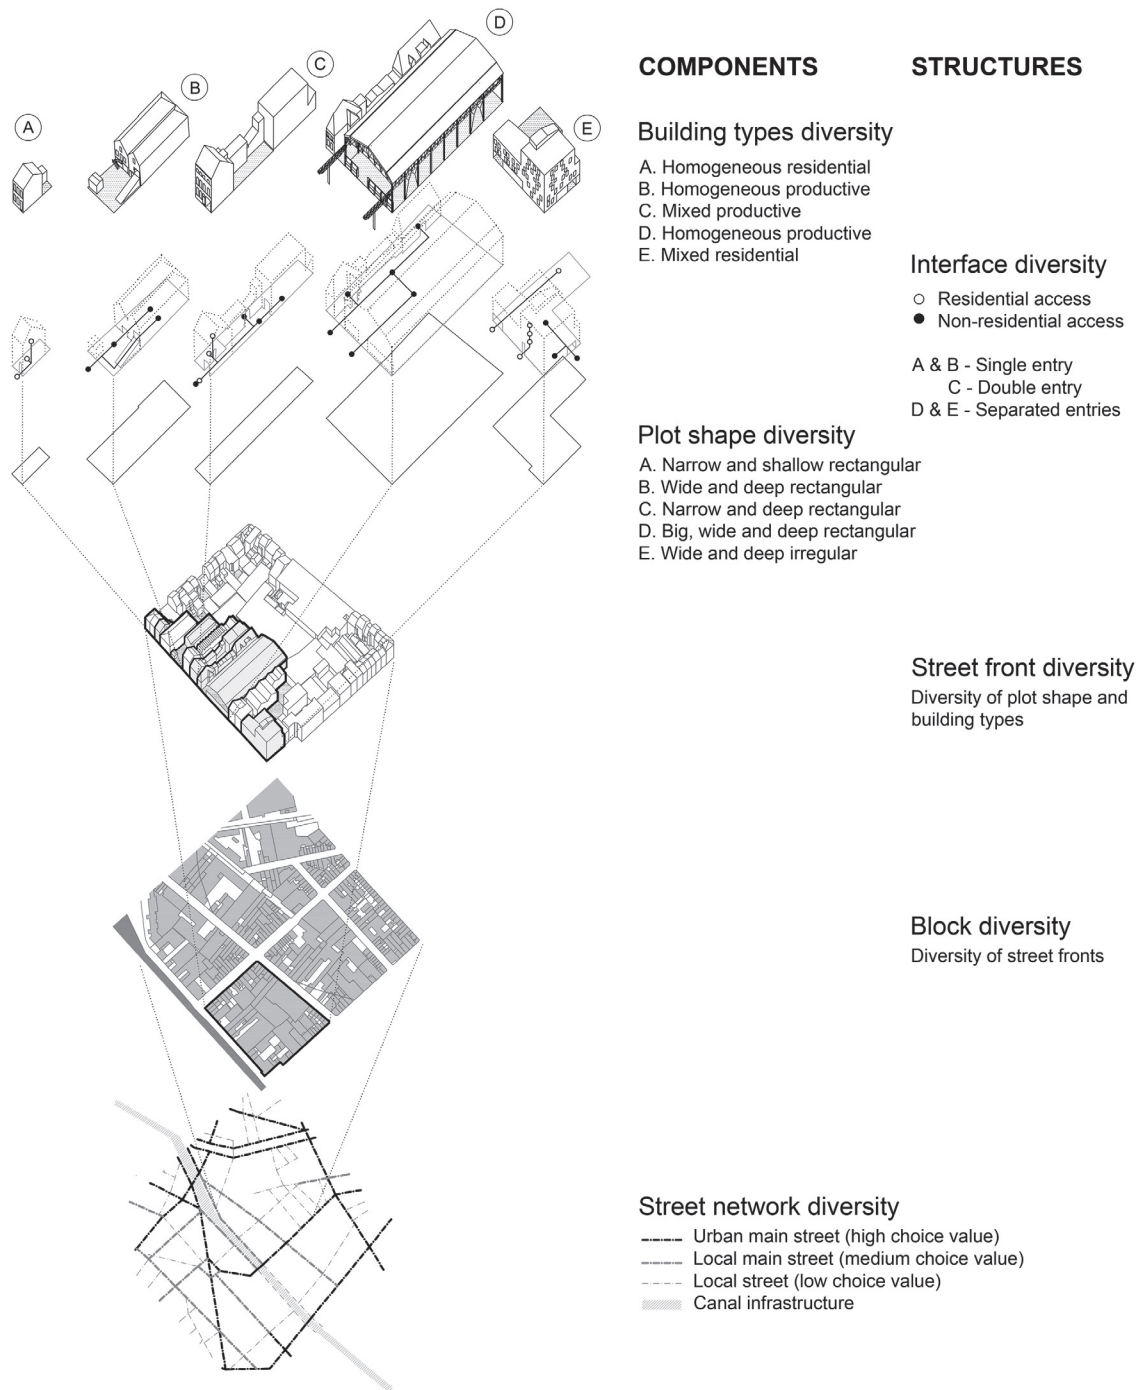 A
B
C
D
E
COMPONENTS
STRUCTURES
Building types diversity
A. Homogeneous residential
B. Homogeneous productive
C. Mixed productive
D. Homogeneous productive
E. Mixed residential
Interface diversity
Residential access
Non-residential access
A & B - Single entry
C - Double entry
D & E - Separated entries
Plot shape diversity
A. Narrow and shallow rectangular
B. Wide and deep rectangular
C. Narrow and deep rectangular
D. Big, wide and deep rectangular
E. Wide and deep irregular
Street front diversity
Diversity of plot shape and
building types
Block diversity
Diversity of street fronts
Street network diversity
Urban main street (high choice value)
Local main street (medium choice value)
Local street (low choice value)
Canal infrastructure